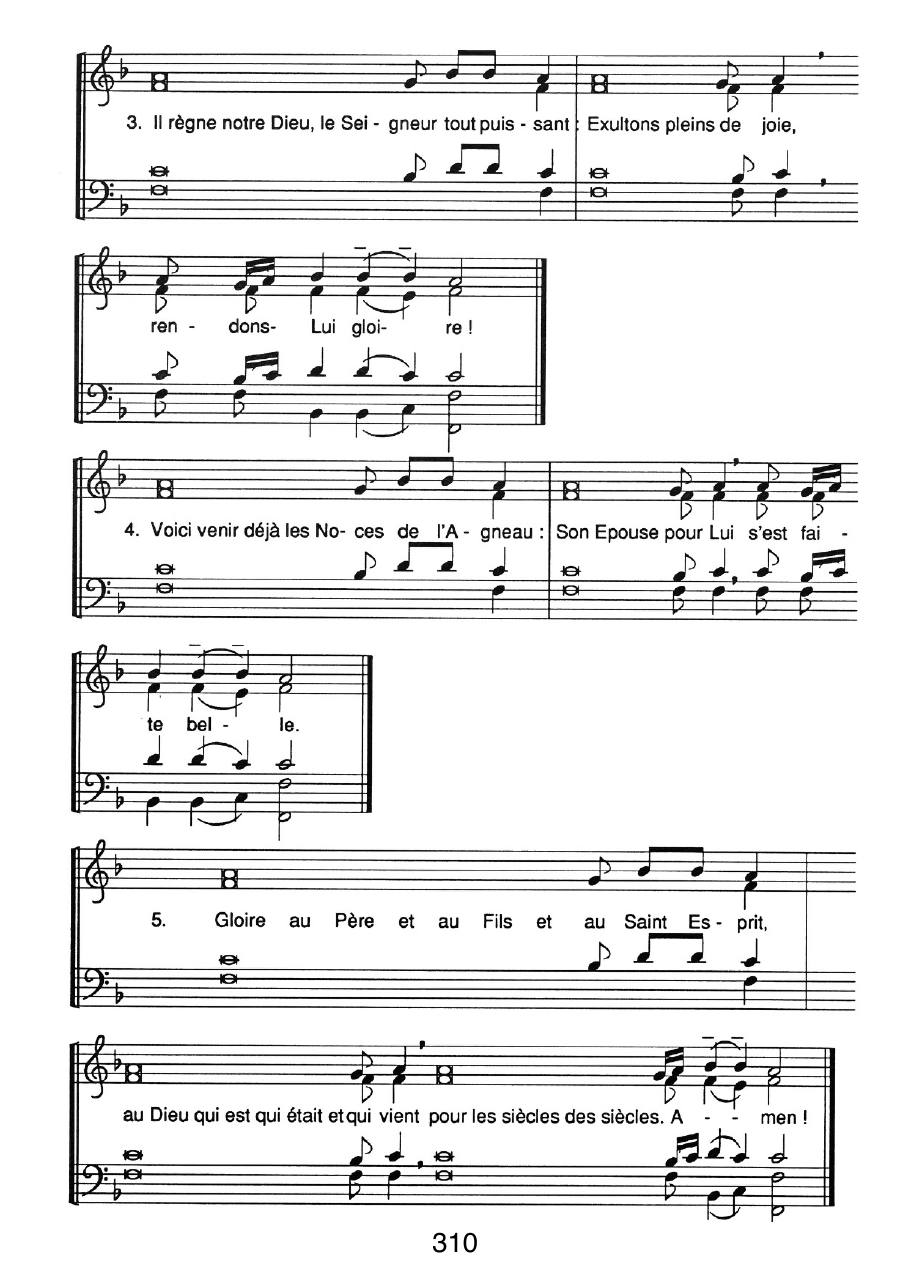 3. Il règne notre Dieu, le Sei - gneur tout puis - sant : Exultons pleins de joie,
ren - dons- Lui gloi- re !
4. Voici venir déjà les No- ces de l'A - gneau : Son Epouse pour Lui s'est fai -
te bel - le.
5. Gloire au Père et au Fils et au Saint Es - prit,
au Dieu qui est qui était et qui vient pour les siècles des siècles. A - - men !
310